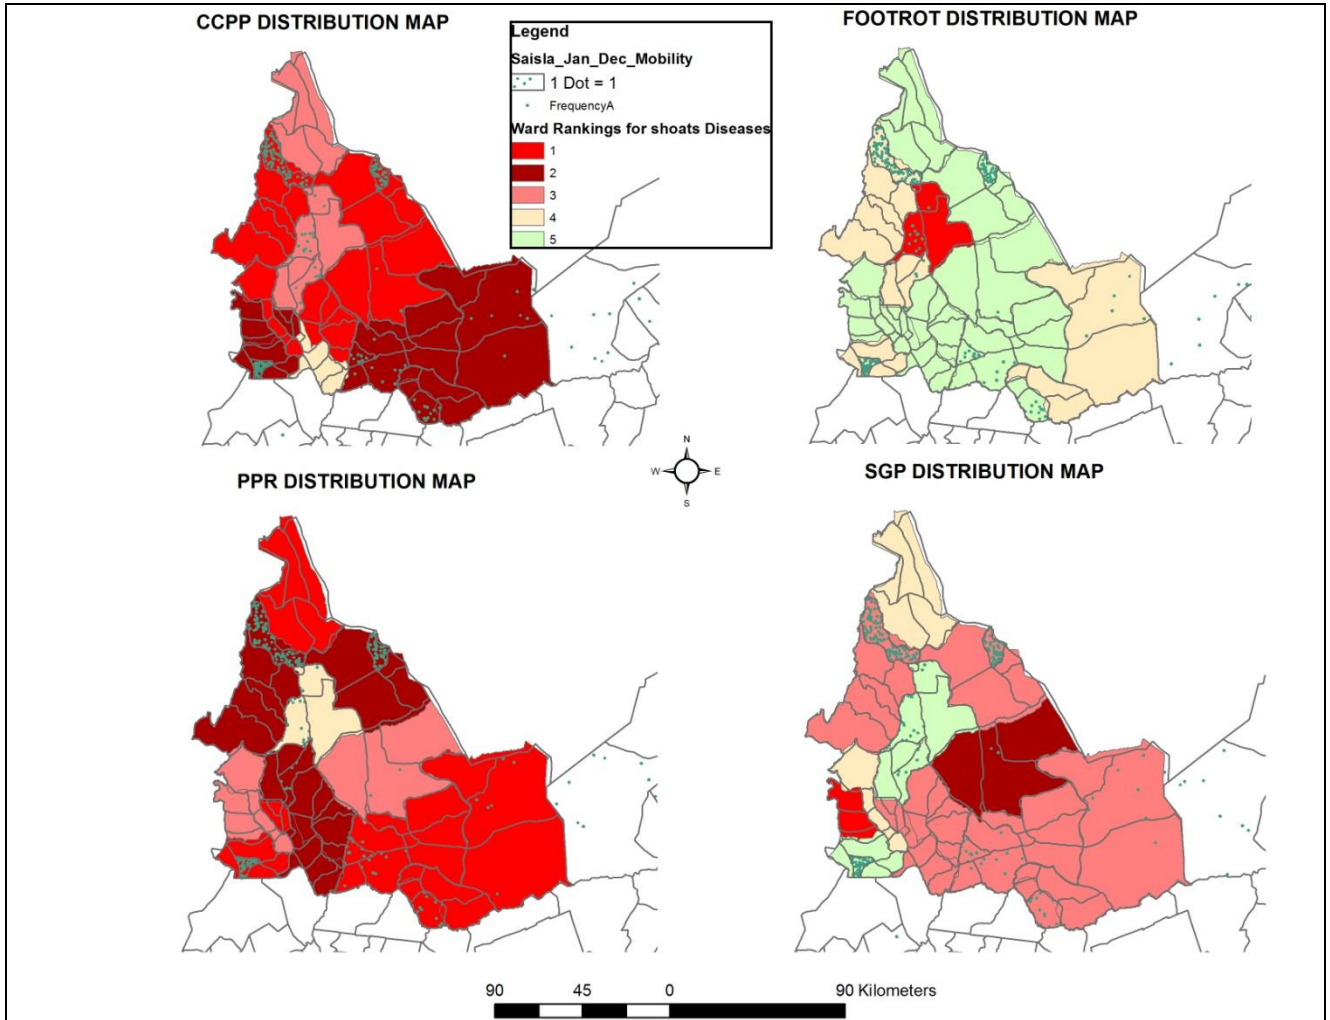 CCPP DISTRIBUTION MAP
Legend
Saisla_Jan_Dec_Mobility
1 Dot = 1
FrequencyA
Ward Rankings for shoats Diseases
1
2
3
4
5
FOOTROT DISTRIBUTION MAP
N
W E
S
PPR DISTRIBUTION MAP
SGP DISTRIBUTION MAP
90 45 0 90 Kilometers